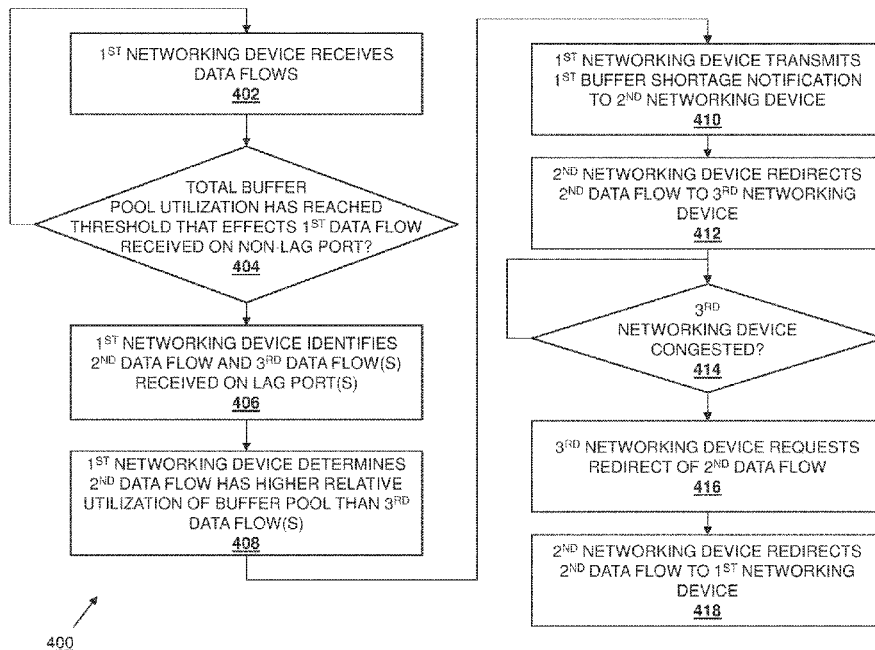 1ST NETWORKING DEVICE RECEIVES
DATA FLOWS
402
TOTAL BUFFER
POOL UTILIZATION HAS REACHED
THRESHOLD THAT EFFECTS 1ST DATA FLOW
RECEIVED ON NON-LAG PORT?
404
1ST NETWORKING DEVICE IDENTIFIES
2ND DATA FLOW AND 3RD DATA FLOW(S)
RECEIVED ON LAG PORT(S)
406
1ST NETWORKING DEVICE DETERMINES
2ND DATA FLOW HAS HIGHER RELATIVE
UTILIZATION OF BUFFER POOL THAN 3RD
DATA FLOW(S)
408
400
1ST NETWORKING DEVICE TRANSMITS
1ST BUFFER SHORTAGE NOTIFICATION
TO 2ND NETWORKING DEVICE
410
2ND NETWORKING DEVICE REDIRECTS
2ND DATA FLOW TO 3RD NETWORKING
DEVICE
412
3RD
NETWORKING DEVICE
CONGESTED?
414
3RD NETWORKING DEVICE REQUESTS
REDIRECT OF 2ND DATA FLOW
416
2ND NETWORKING DEVICE REDIRECTS
2ND DATA FLOW TO 1ST NETWORKING
DEVICE
418